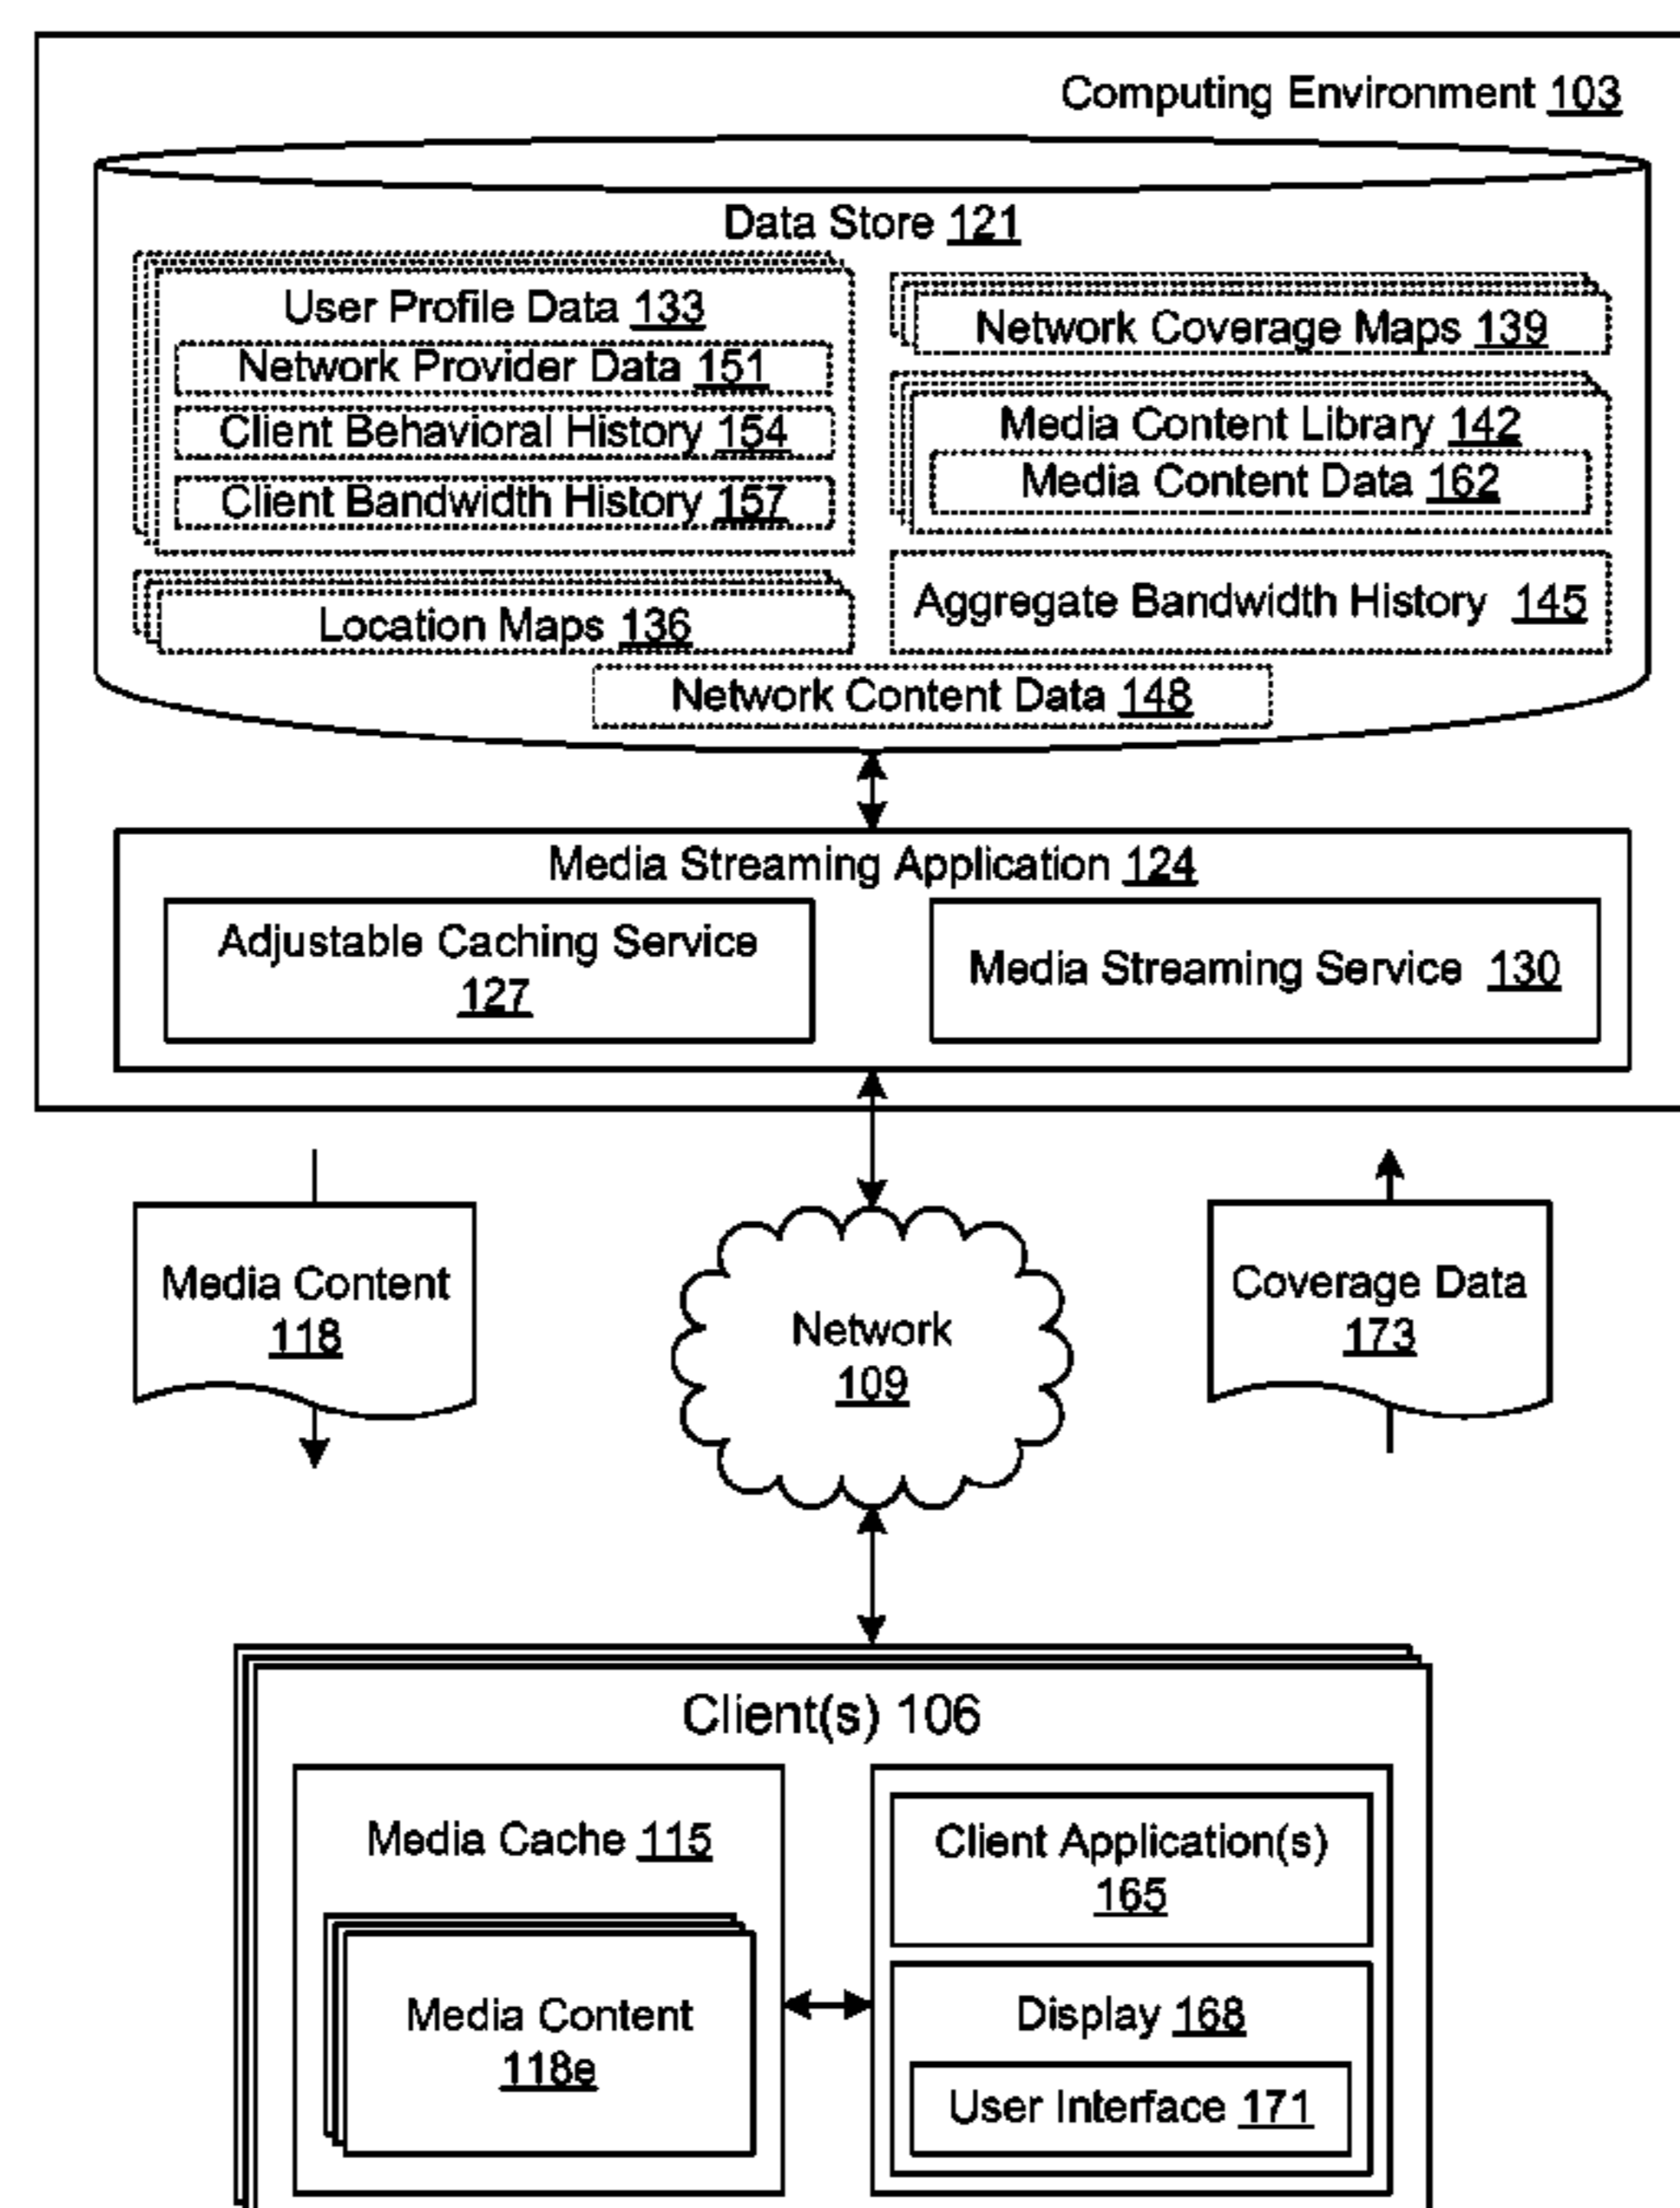 Computing Environment 103
Data Store 121
User Profile Data 133
Network Provider Data 151
Client Behavioral History 154
Client Bandwidth History 157
Location Maps 136
Network Coverage Maps 139
Media Content Library 142
Media Content Data 162
Aggregate Bandwidth History 145
Network Content Data 148
Media Streaming Application 124
Adjustable Caching Service
127
Media Streaming Service 130
Media Content
118
Network
109
Coverage Data
173
Client(s) 106
Media Cache 115
Media Content
118e
Client Application(s)
165
Display 168
User Interface 171